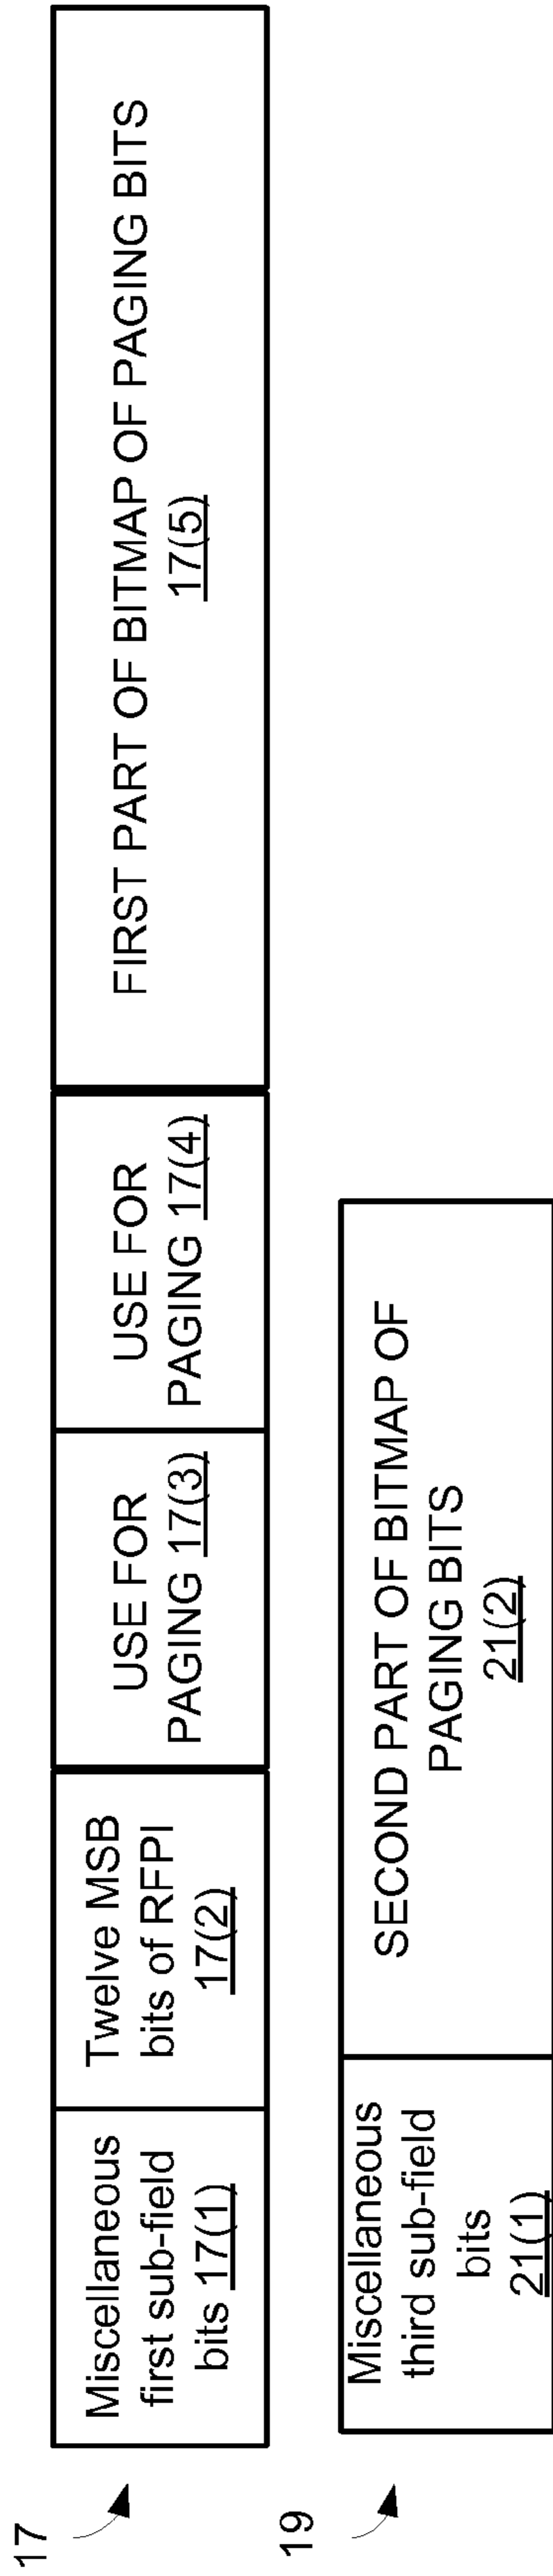 17
Miscellaneous
first sub-field
bits 17(1)
Twelve MSB
bits of RFPI
17(2)
USE FOR
PAGING 17(3)
USE FOR
PAGING 17(4)
FIRST PART OF BITMAP OF PAGING BITS
17(5)
19
Miscellaneous
third sub-field
bits
21(1)
SECOND PART OF BITMAP OF
PAGING BITS
21(2)